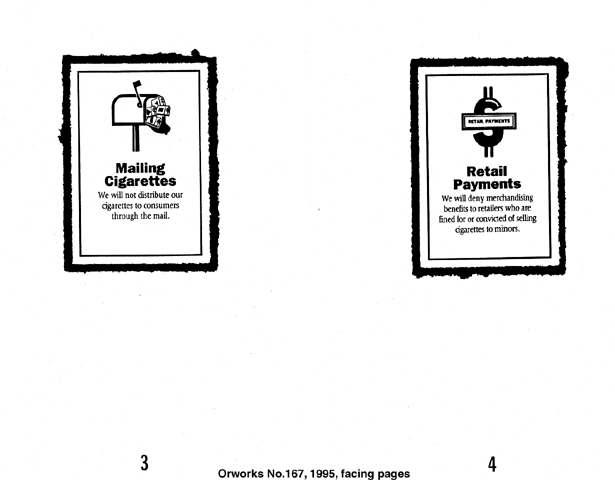 Mailing
Cigarettes
We will not distribute our
cigarettes to consumers
through the mail.
RETAIL PAYMENTS
Retail
Payments
We will deny merchandising
benefits to retailers who are
fined for or convicted of selling
cigarettes to minors.
3
4
Orworks No.167, 1995, facing pages